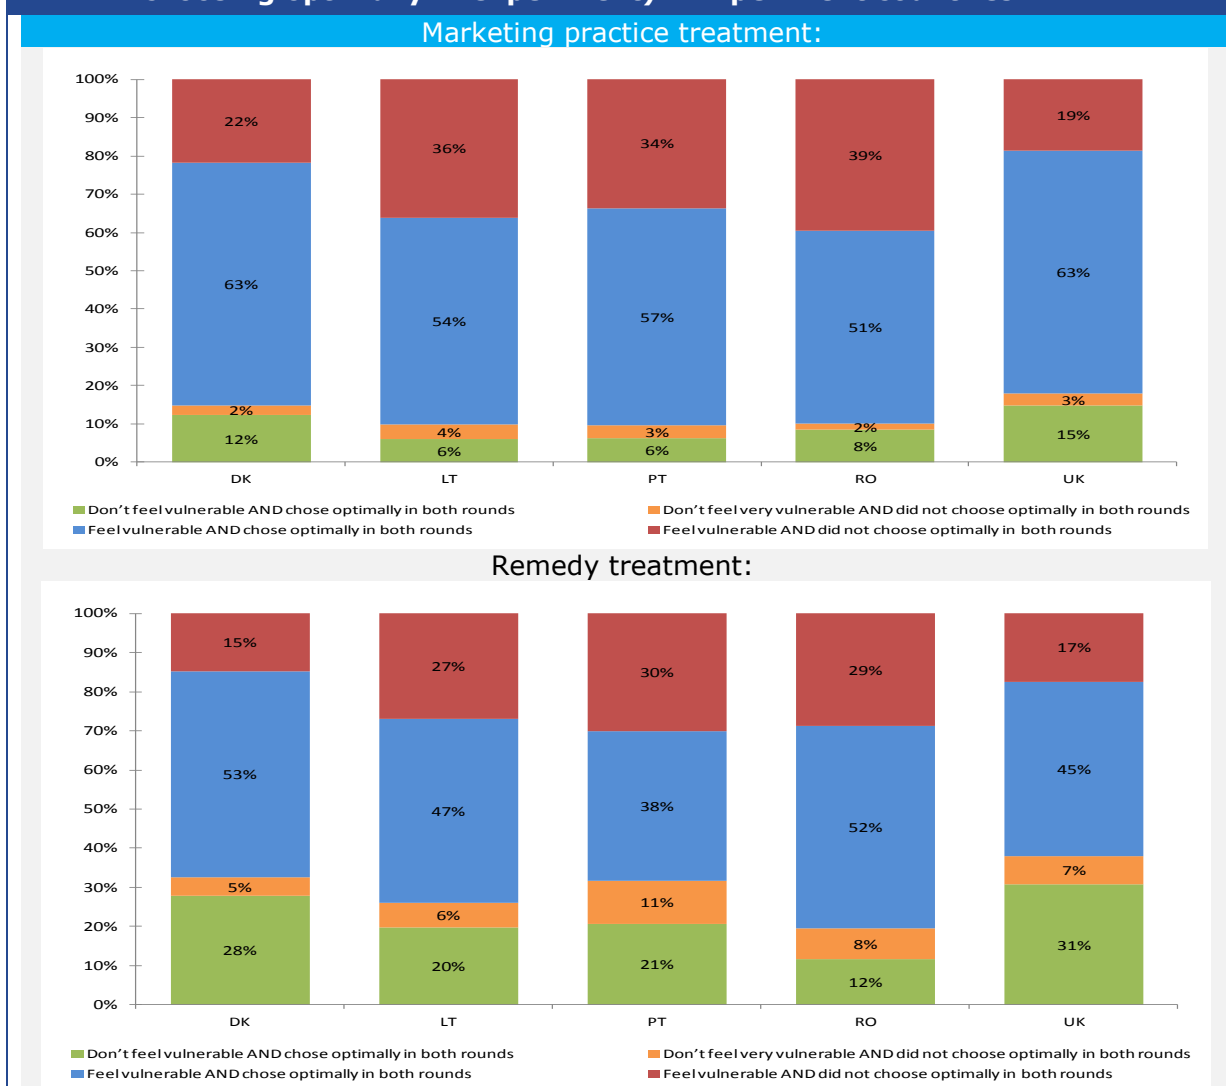 Marketing practice treatment:
100%
90%
80%
70%
60%
50%
40%
30%
20%
10%
0%
22% 36% 34% 39% 19%
63% 54% 57% 51% 63%
2% 4% 3% 2% 3%
12% 6% 6% 8% 15%
DK LT PT RO UK
Don't feel vulnerable AND chose optimally in both rounds
Don't feel very vulnerable AND did not choose optimally in both rounds
Feel vulnerable AND chose optimally in both rounds
Feel vulnerable AND did not choose optimally in both rounds
Remedy treatment:
100%
90%
80%
70%
60%
50%
40%
30%
20%
10%
0%
15% 27% 30% 29% 17%
53% 47% 38% 52% 45%
5% 6% 11% 8% 7%
28% 20% 21% 12% 31%
DK LT PT RO UK
Don't feel vulnerable AND chose optimally in both rounds
Don't feel very vulnerable AND did not choose optimally in both rounds
Feel vulnerable AND chose optimally in both rounds
Feel vulnerable AND did not choose optimally in both rounds